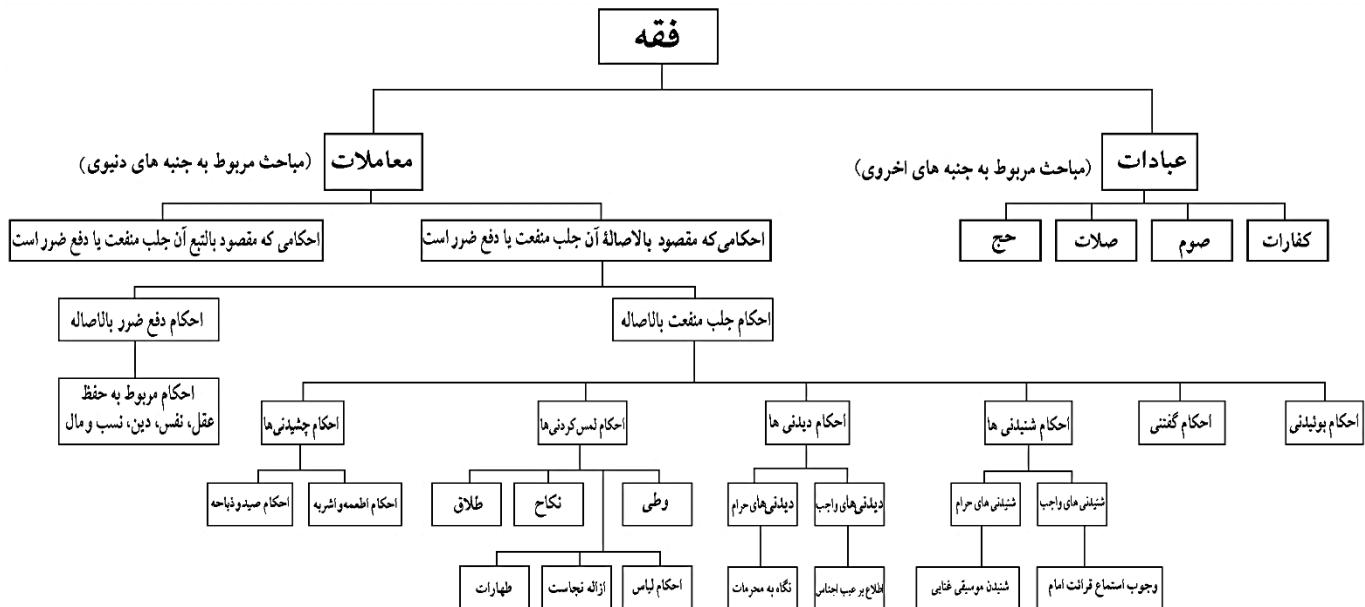 فقه
عبادات
(مباحث مربوط به جنبه های اخروی)
معاملات
(مباحث مربوط به جنبه های دنیوی)
کفارات
صوم
صلات
حج
احکامی که مقصود بالاصالهٔ آن جلب منفعت یا دفع ضرر است
احکامی که مقصود بالتبع آن جلب منفعت یا دفع ضرر است
احکام جلب منفعت بالاصاله
احکام دفع ضرر بالاصاله
احکام مربوط به حفظ
عقل، نفس، دین، نسب و مال
احکام بوئیدنی
احکام گفتنی
احکام شنیدنی ها
احکام دیدنی ها
احکام لمس‌کردنی‌ها
احکام چشیدنی‌ها
شنیدنی های واجب
شنیدنی های حرام
دیدنی‌های واجب
دیدنی‌های حرام
وطی
نکاح
طلاق
احکام اطعمه و اشربه
احکام صید و ذباحه
وجوب استماع قرائت امام
شنیدن موسیقی غنایی
اطلاع بر عیب اجناس
نگاه به محرمات
احکام لباس
ازاله نجاست
طهارات